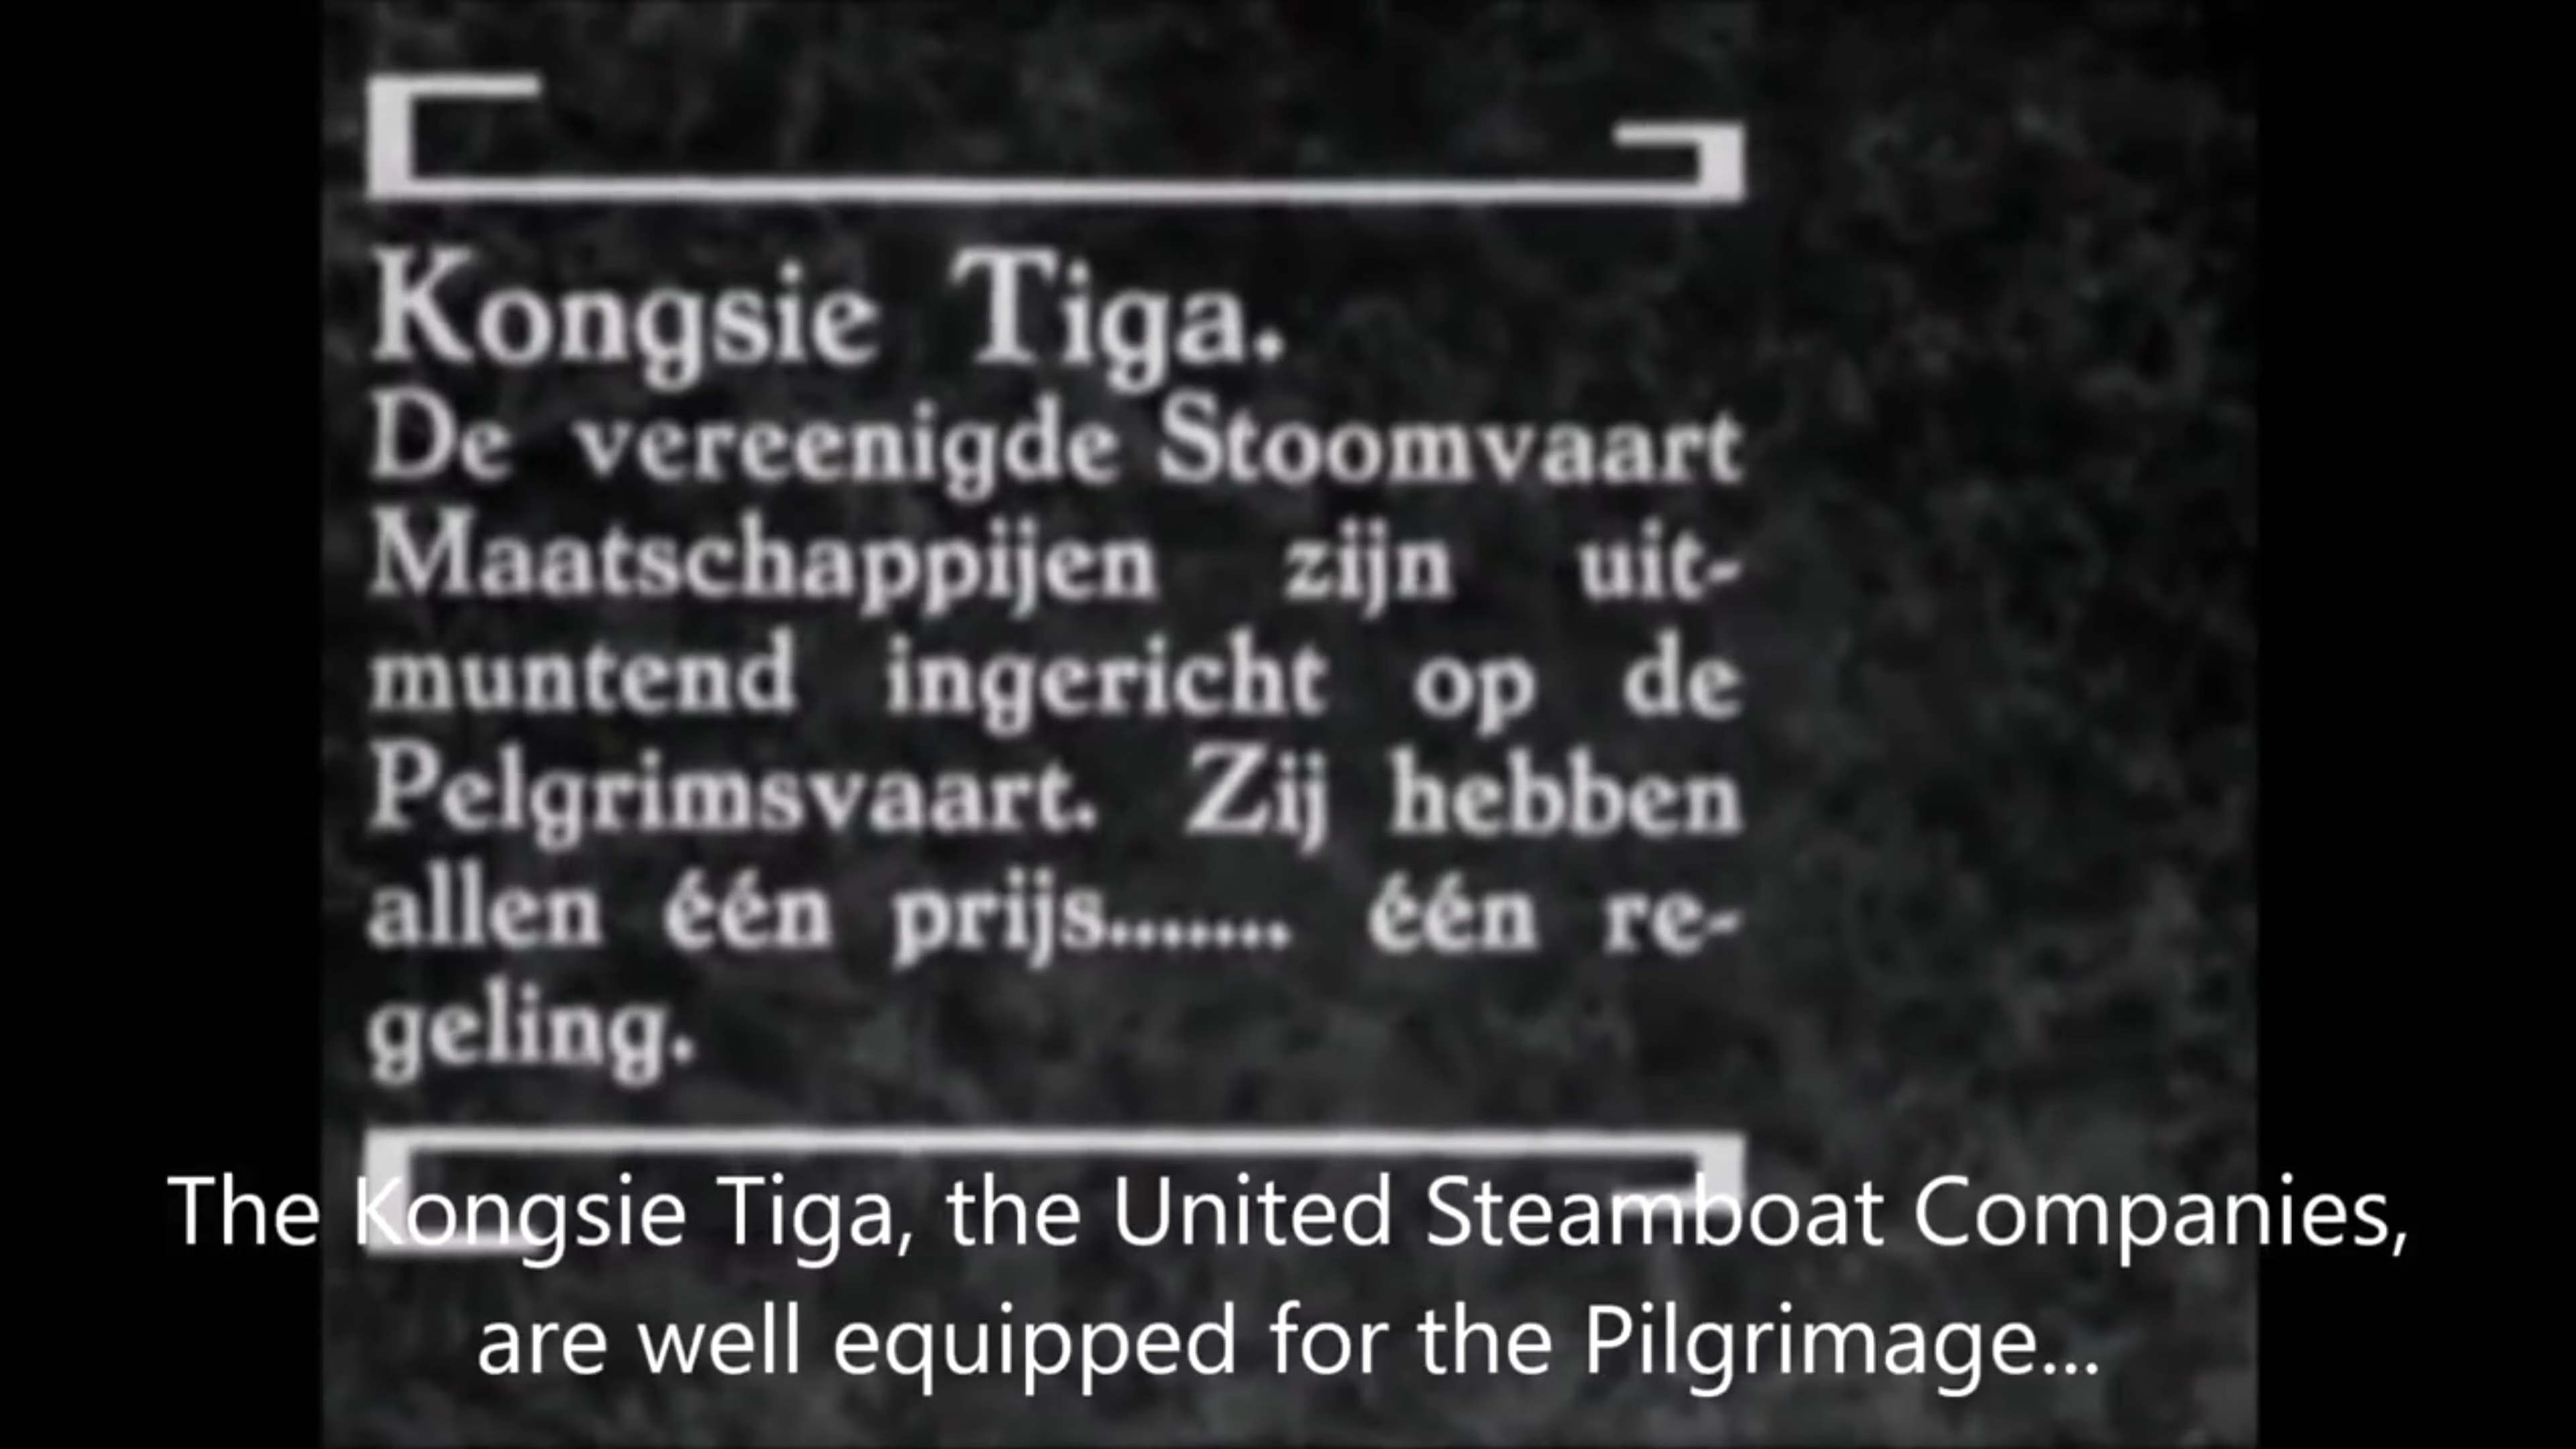 Kongsie Tiga.
De vereenigde Stoomvaart
Maatschappijen zijn uit-
muntend ingericht op de
Pelgrimsvaart. Zij hebben
allen één prijs....... één re-
geling.
The Kongsie Tiga, the United Steamboat Companies,
are well equipped for the Pilgrimage...